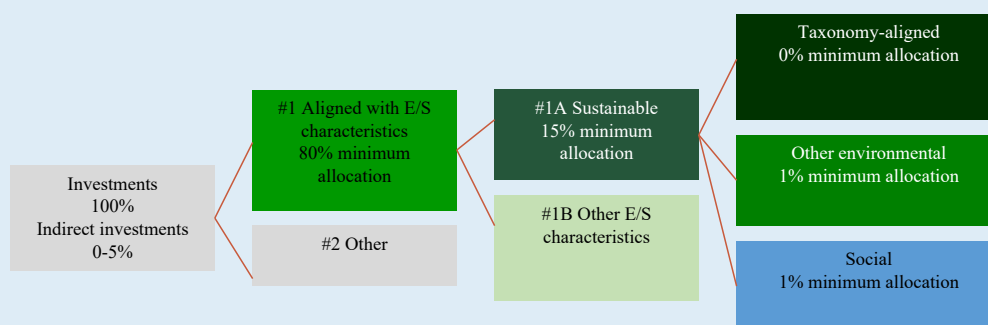 Investments
100%
Indirect investments
0-5%
#1 Aligned with E/S
characteristics
80% minimum
allocation
#2 Other
#1A Sustainable
15% minimum
allocation
#1B Other E/S
characteristics
Taxonomy-aligned
0% minimum allocation
Other environmental
1% minimum allocation
Social
1% minimum allocation